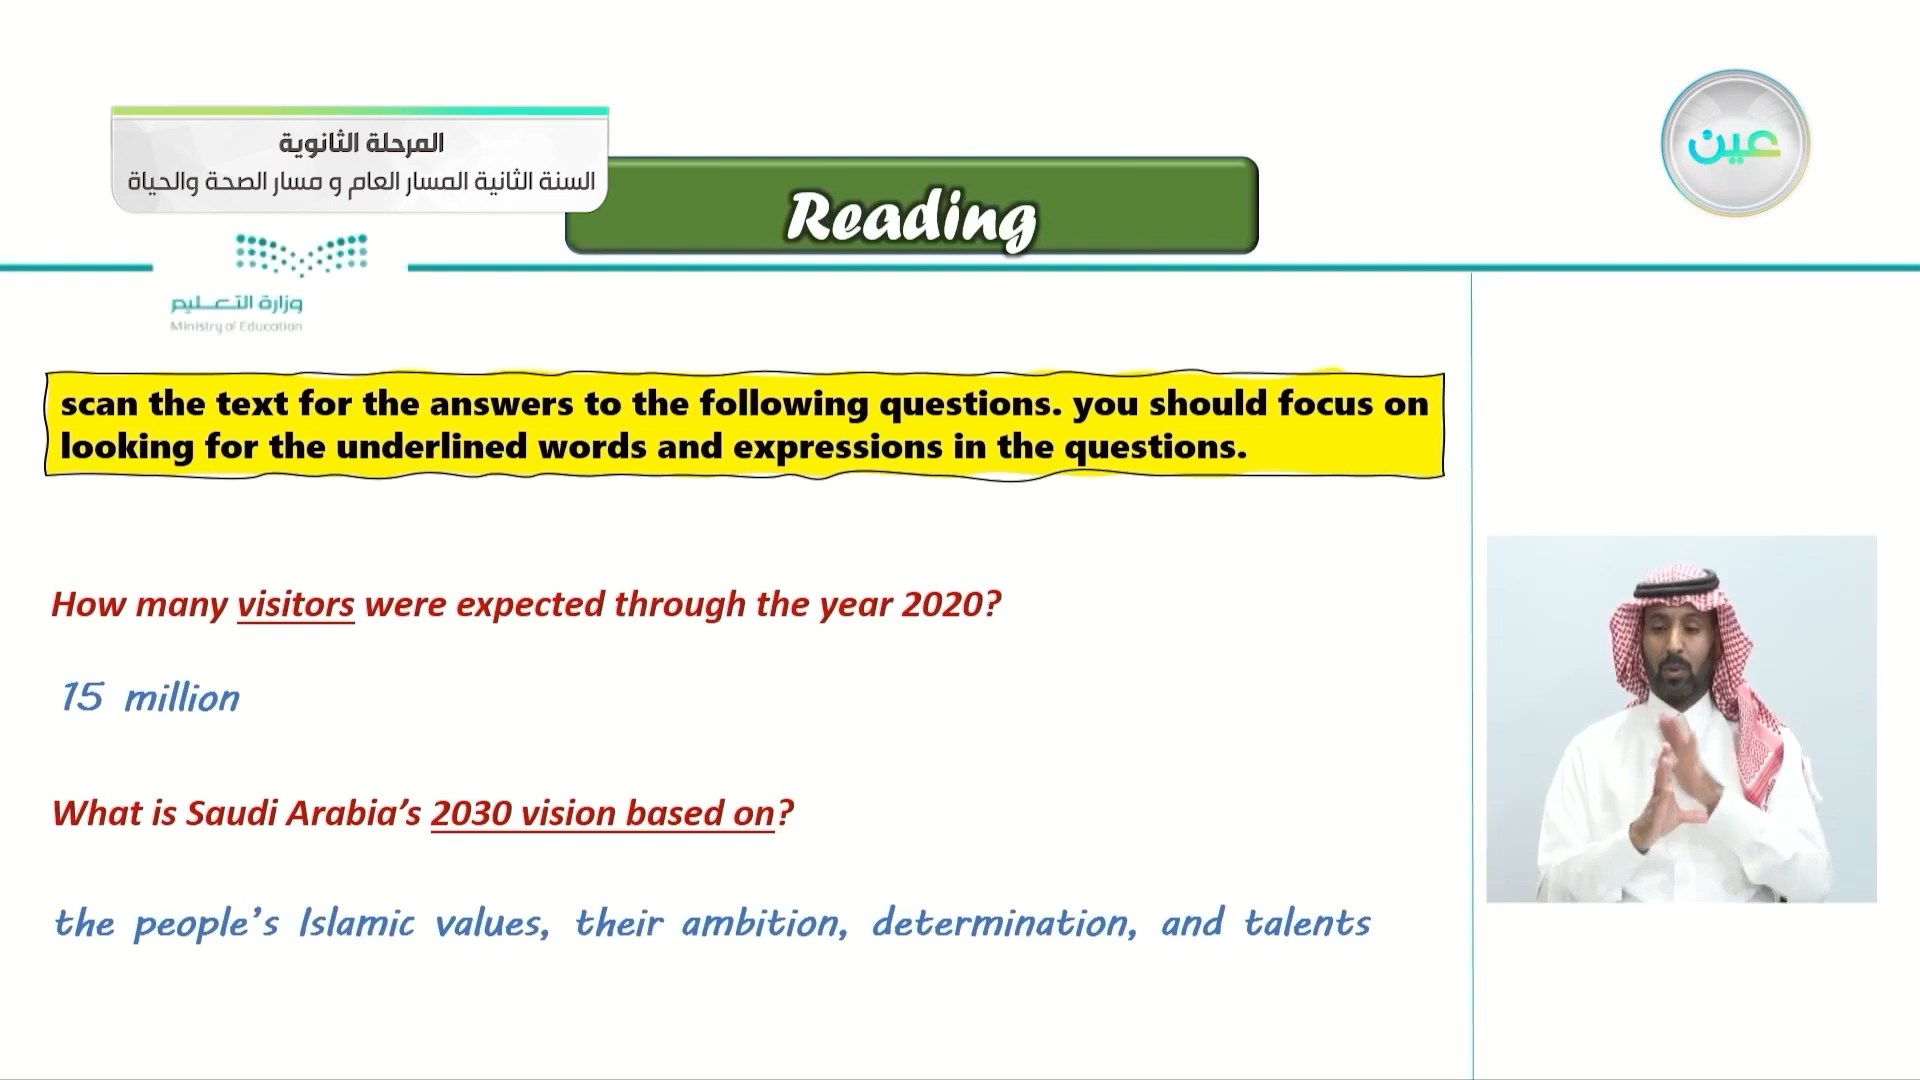 المرحلة الثانوية
السنة الثانية المسار العام و مسار الصحة والحياة
عين
Reading
وزارة التعليم
Ministry of Education
scan the text for the answers to the following questions. you should focus on
looking for the underlined words and expressions in the questions.
How many visitors were expected through the year 2020?
15 million
What is Saudi Arabia’s 2030 vision based on?
the people’s Islamic values, their ambition, determination, and talents